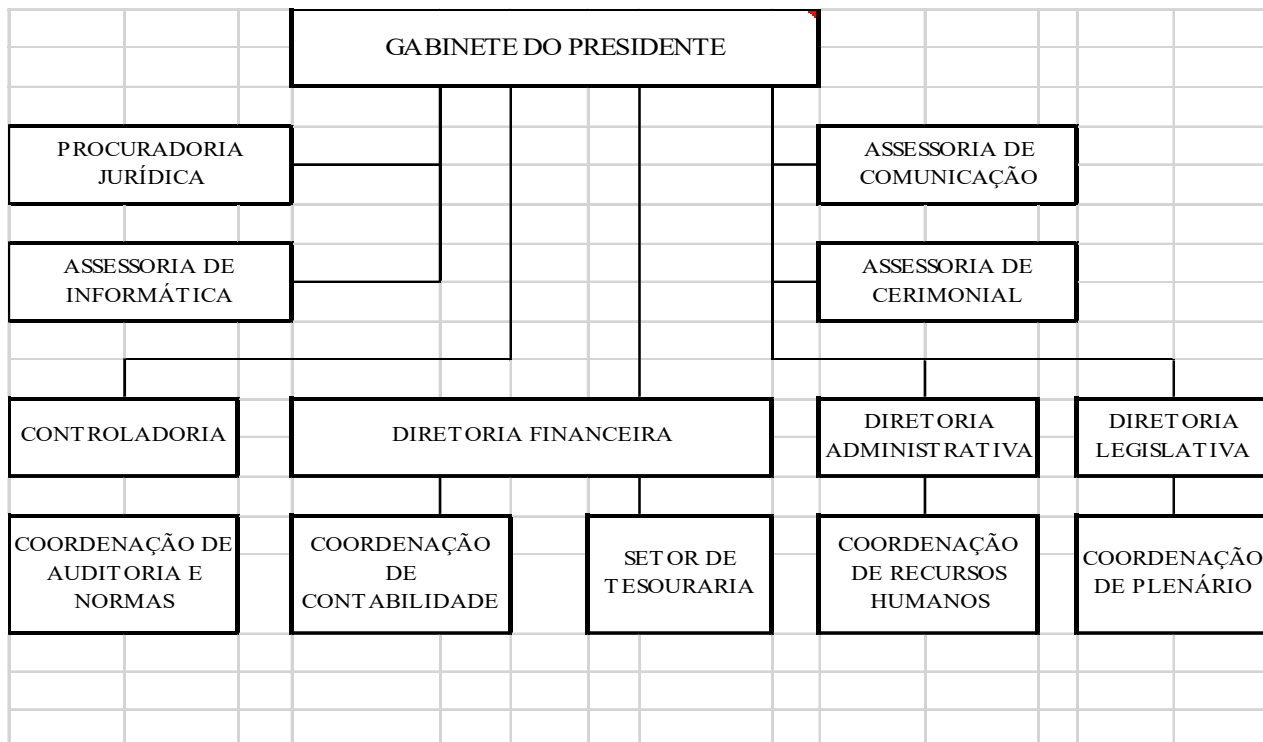 GABINETE DO PRESIDENTE
PROCURADORIA
JURÍDICA
ASSESSORIA DE
COMUNICAÇÃO
ASSESSORIA DE
INFORMÁTICA
ASSESSORIA DE
CERIMONIAL
CONTROLADORIA
DIRETORIA FINANCEIRA
DIRETORIA
ADMINISTRATIVA
DIRETORIA
LEGISLATIVA
COORDENAÇÃO DE
AUDITORIA E
NORMAS
COORDENAÇÃO
DE
CONTABILIDADE
SETOR DE
TESOURARIA
COORDENAÇÃO
DE RECURSOS
HUMANOS
COORDENAÇÃO
DE PLENÁRIO